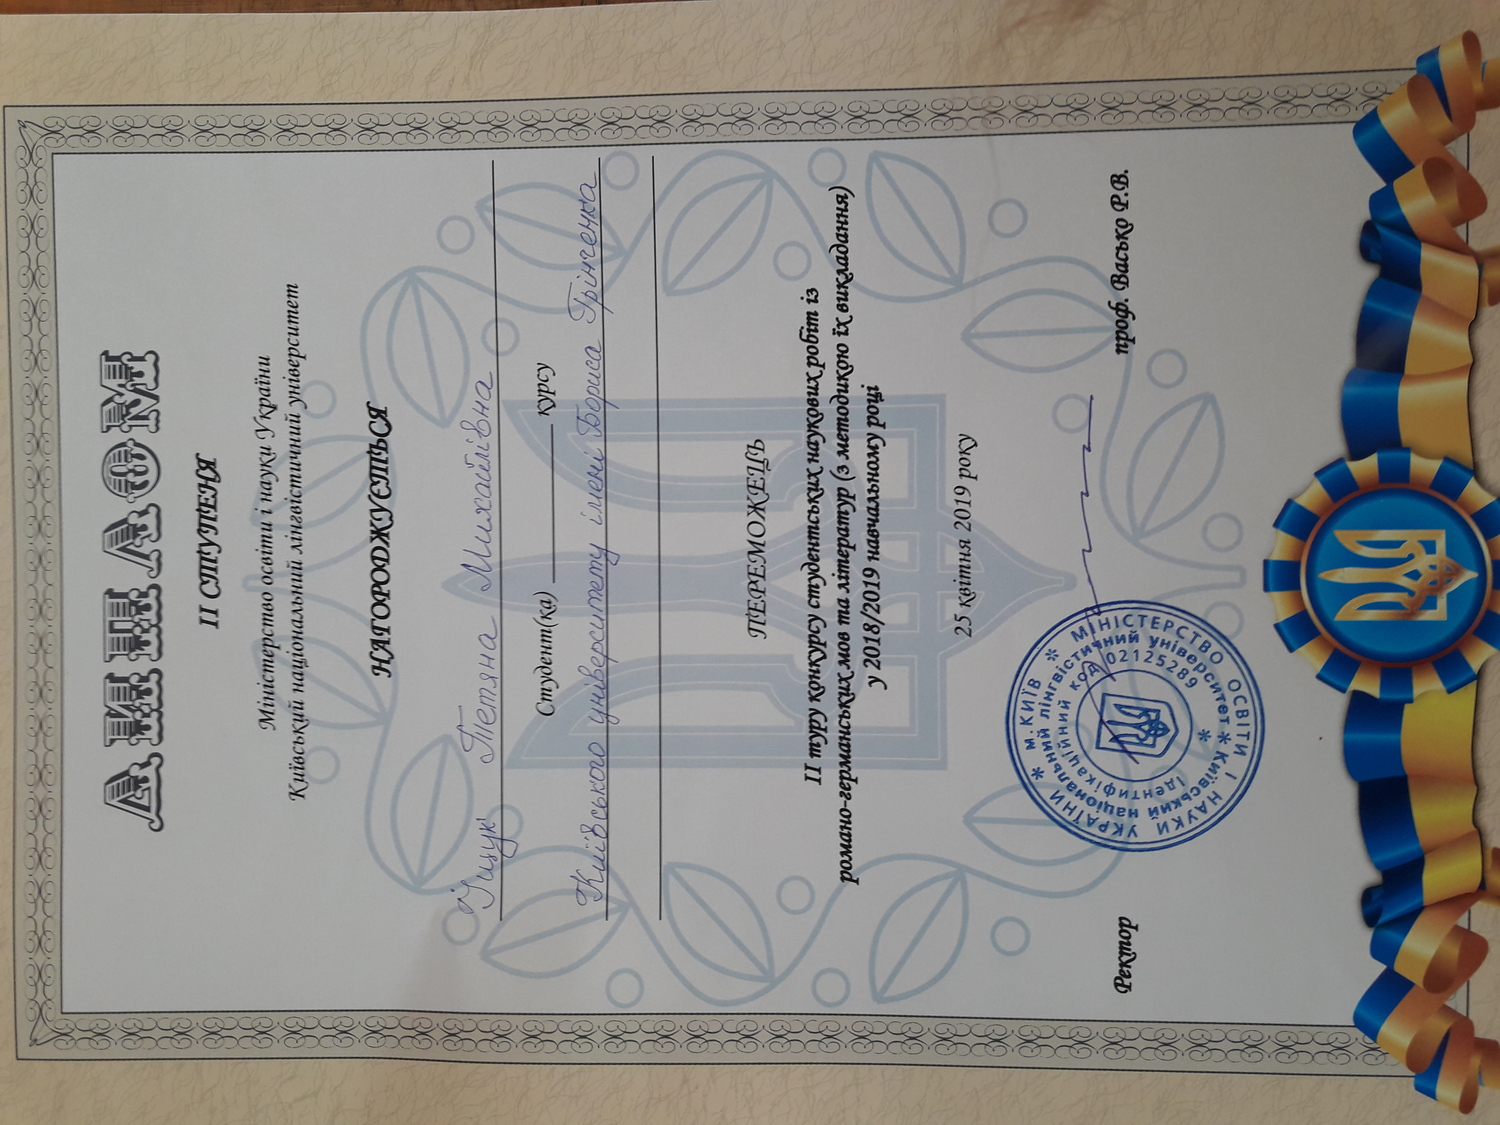 ДИПЛОМ
ІІ СТУПЕНЯ
Міністерство освіти і науки України
Київський національний лінгвістичний університет
НАГОРОДЖУЄТЬСЯ
Іщук Тетяна Михайлівна
Студент(ка) курсу
Київського університету імені Бориса Грінченка
ПЕРЕМОЖЕЦЬ
ІІ туру конкурсу студентських наукових робіт із
романо-германських мов та літератур (з методикою їх викладання)
у 2018/2019 навчальному році
25 квітня 2019 року
Ректор проф. Васько Р.В.
МІНІСТЕРСТВО ОСВІТИ І НАУКИ УКРАЇНИ * м.КИЇВ *
Київський національний лінгвістичний університет *
Ідентифікаційний код 02125289 *